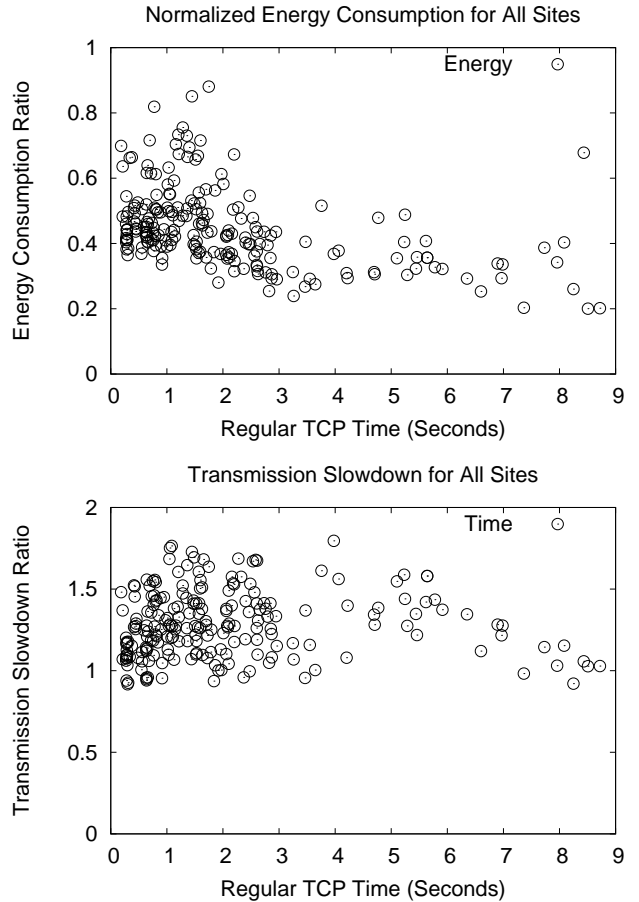 Normalized Energy Consumption for All Sites
1
Energy
0.8
0.6
0.4
0.2
0
0 1 2 3 4 5 6 7 8 9
Energy Consumption Ratio
Regular TCP Time (Seconds)
Transmission Slowdown for All Sites
2
Time
1.5
1
0.5
0
0 1 2 3 4 5 6 7 8 9
Transmission Slowdown Ratio
Regular TCP Time (Seconds)